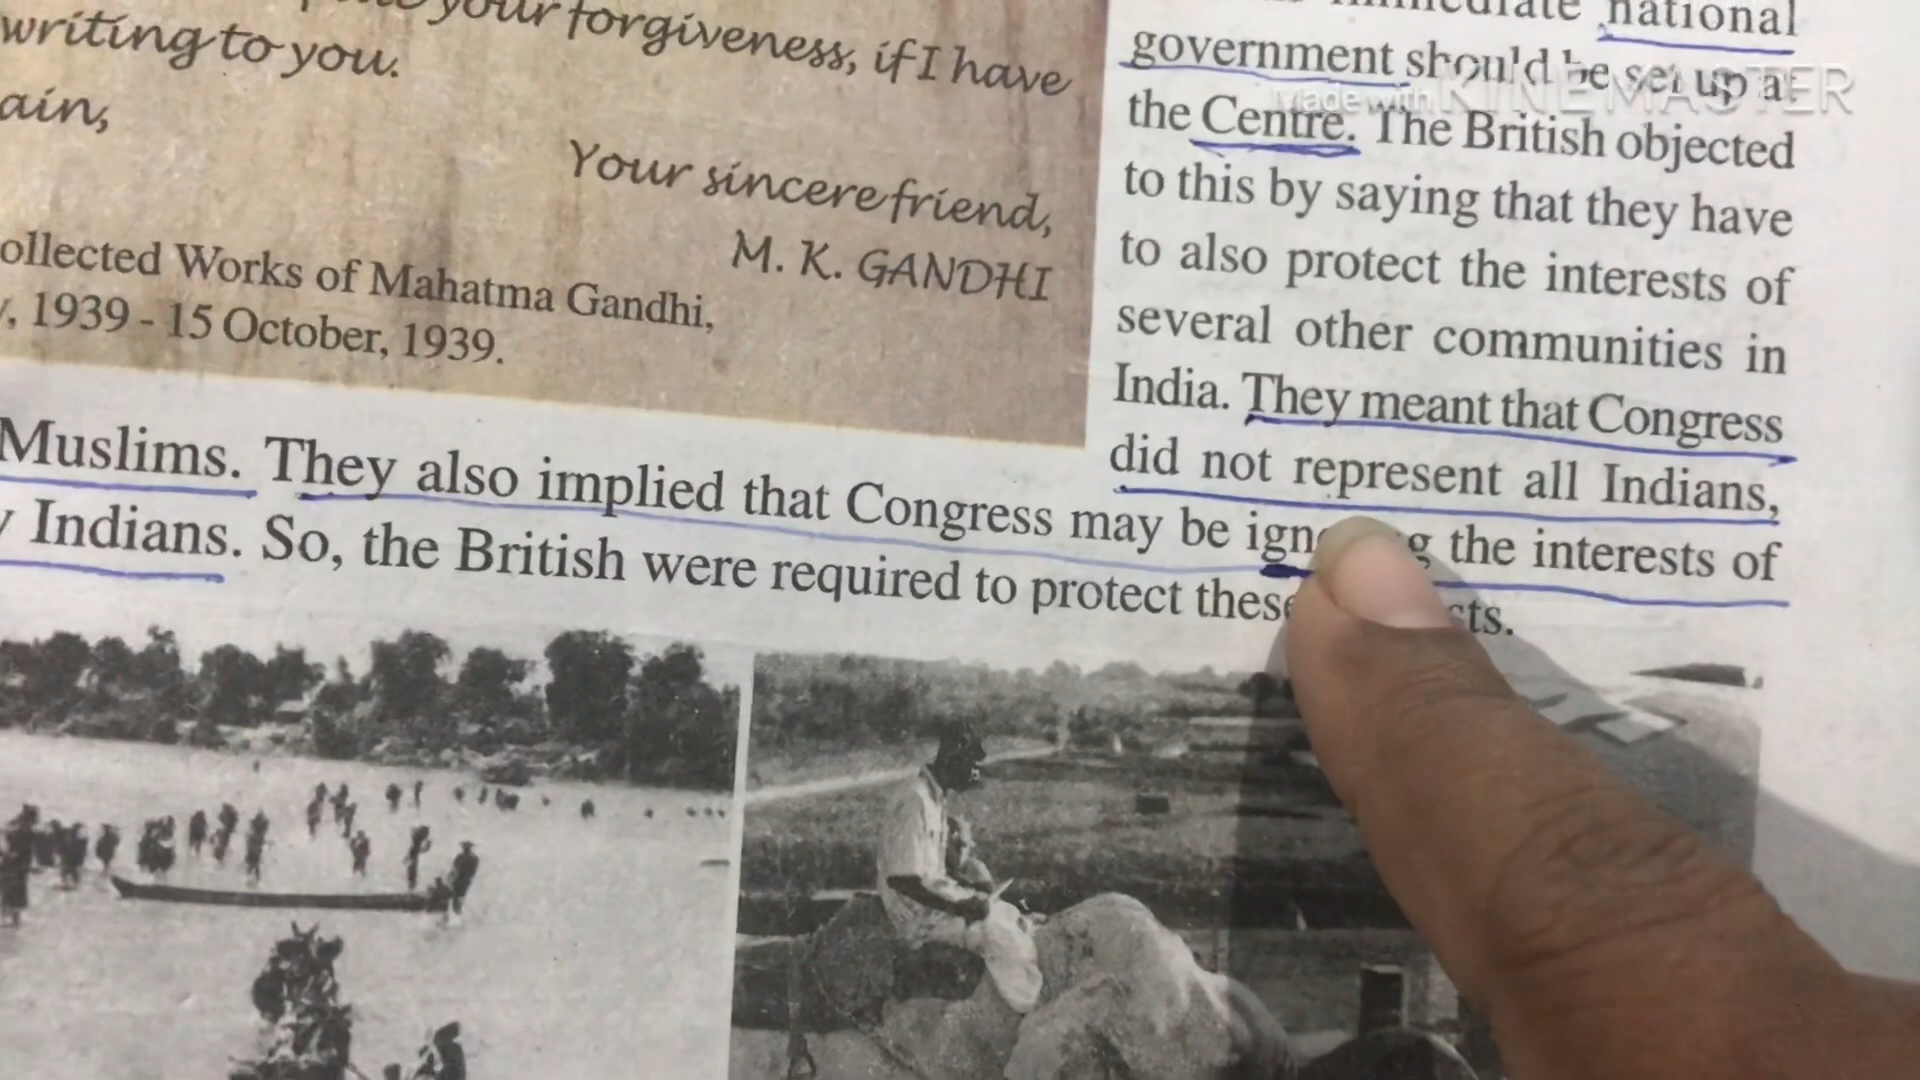 your forgiveness, if I have
writing to you.
ain,
Your sincere friend,
M. K. GANDHI
ollected Works of Mahatma Gandhi,
, 1939 - 15 October, 1939.
national
government should be set up at
the Centre. The British objected
to this by saying that they have
to also protect the interests of
several other communities in
India. They meant that Congress
did not represent all Indians,
Muslims. They also implied that Congress may be the interests of
Indians. So, the British were required to protect
Made with KINEMASTER